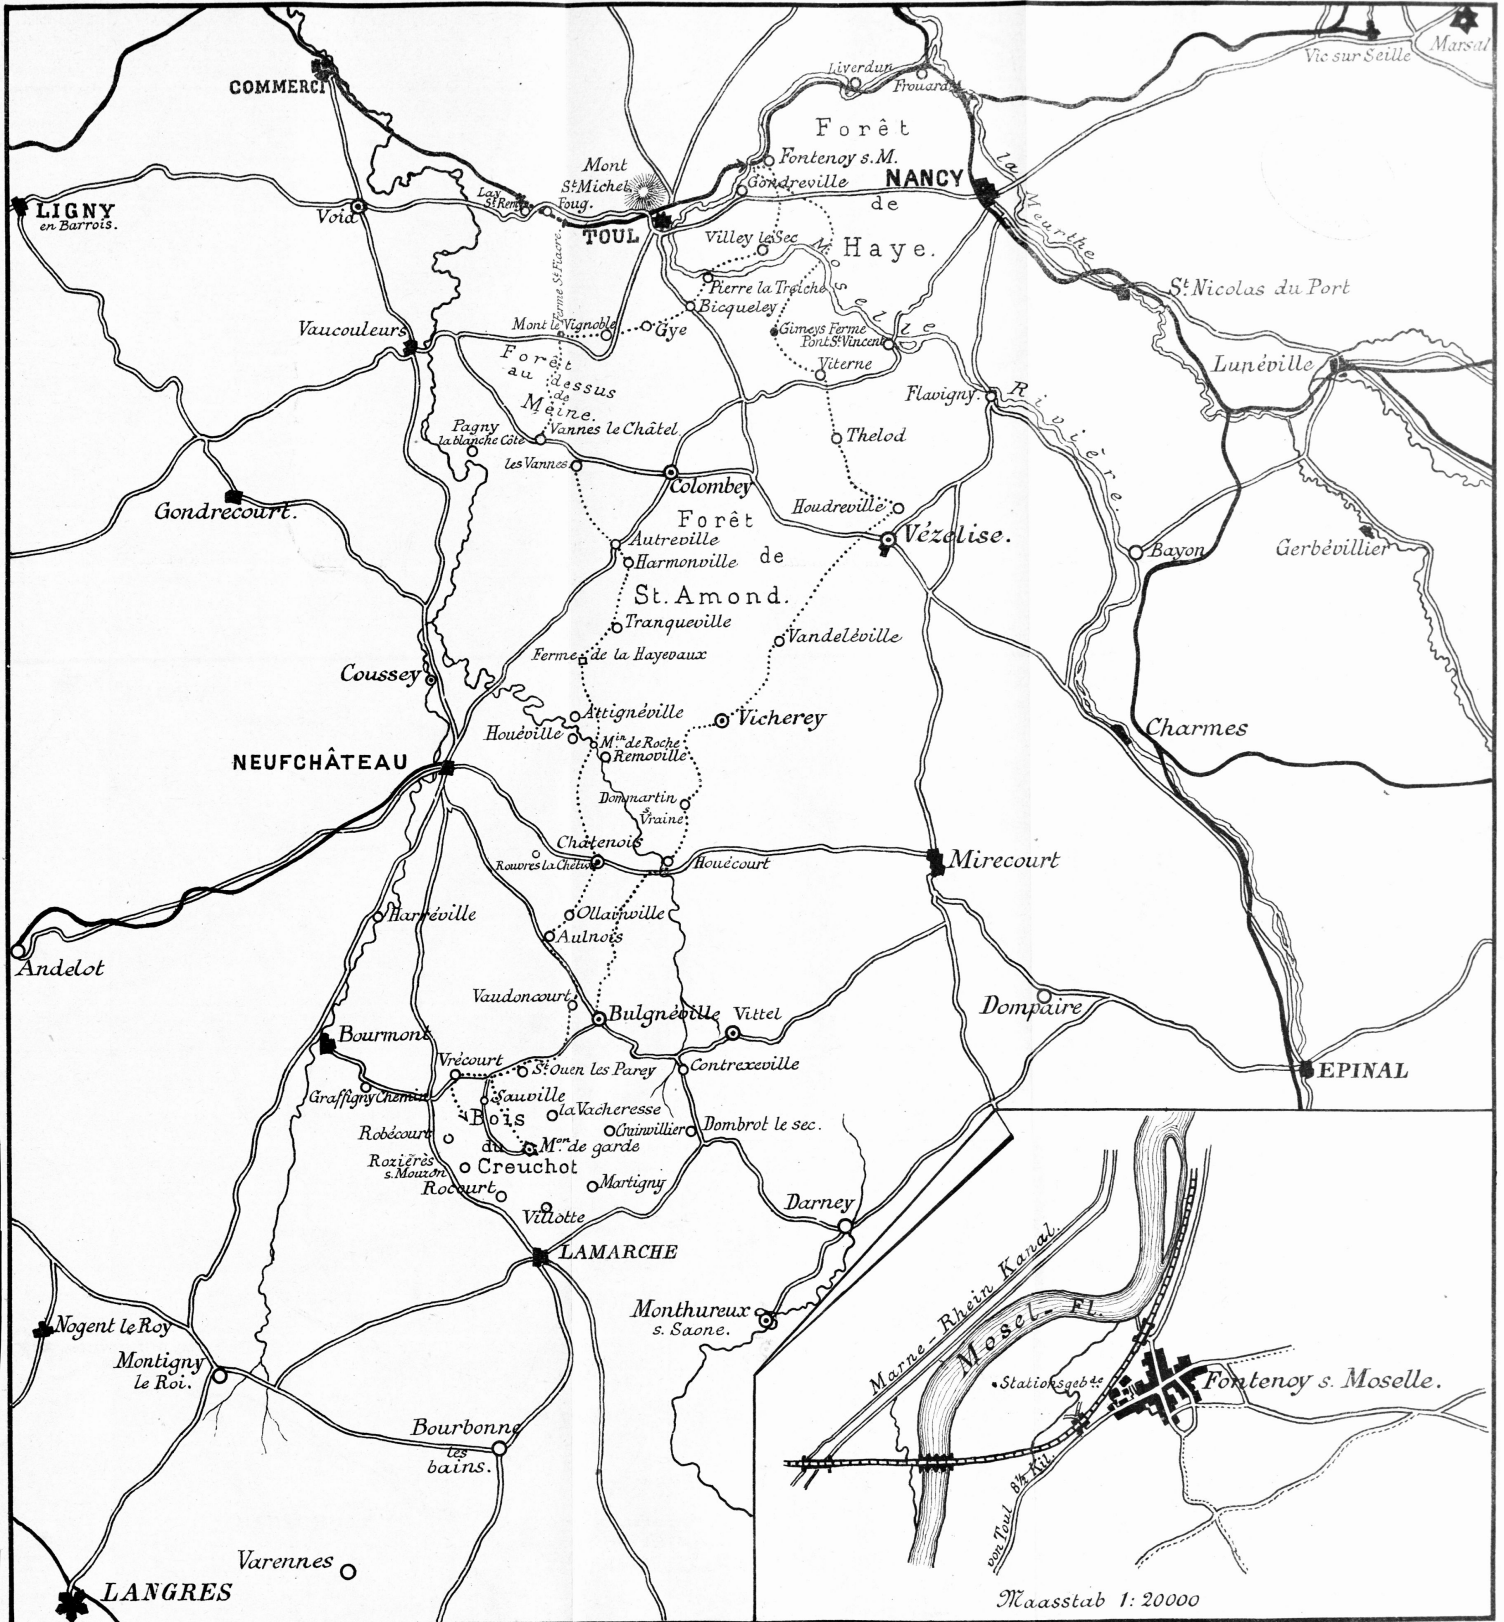 COMMERCI
Liverdun
Frouard
Vic sur Seille
Marsal
Forêt
de
Haye.
Fontenoy s. M.
Gondreville
NANCY
la Meurthe
Mont
St. Michel
LIGNY
en Barrois.
Void
Lay
St. Remy
Foug.
TOUL
Ferme St. Fiacre.
Villey le Sec
Moselle
Pierre la Treiche
Bicqueley
St. Nicolas du Port
Vaucouleurs
Mont le Vignoble
Gye
Gimeys Ferme
Pont St. Vincent
Viterne
Lunéville
Forêt
au dessus
de
Meine.
Flavigny.
Rivière.
Pagny
la blanche Côte
Vannes le Châtel
Thelod
les Vannes
Colombey
Gondrecourt.
Houdreville
Forêt
de
St. Amond.
Vézelise.
Autreville
Harmonville
Bayon
Gerbévillier
Tranqueville
Vandeléville
Ferme de la Hayevaux
Coussey
Attignéville
Houéville
Vicherey
Min de Roche
Removille
Charmes
NEUFCHÂTEAU
Dommartin
s.
Vraine
Chatenois
Rouvres la Chétive
Houécourt
Mirecourt
Harréville
Ollainville
Aulnois
Andelot
Vaudoncourt
Bulgnéville
Vittel
Dompaire
Bourmont
Vrécourt
St. Ouen les Parey
Contrexeville
EPINAL
Graffigny Chemin
Sauville
la Vacheresse
Bois
du
Creuchot
Crainvillier
Dombrot le sec.
Robécourt
Mon. de garde
Rozières
s. Mouzon
Rocourt
Martigny
Villotte
Darney
LAMARCHE
Monthureux
s. Saone.
Nogent le Roy
Montigny
le Roi.
Bourbonne
les
bains.
Varennes
LANGRES
Marne-Rhein Kanal.
Mosel-Fl.
Stationsgebde
Fontenoy s. Moselle.
von Toul 8½ Kil.
Maasstab 1: 20000